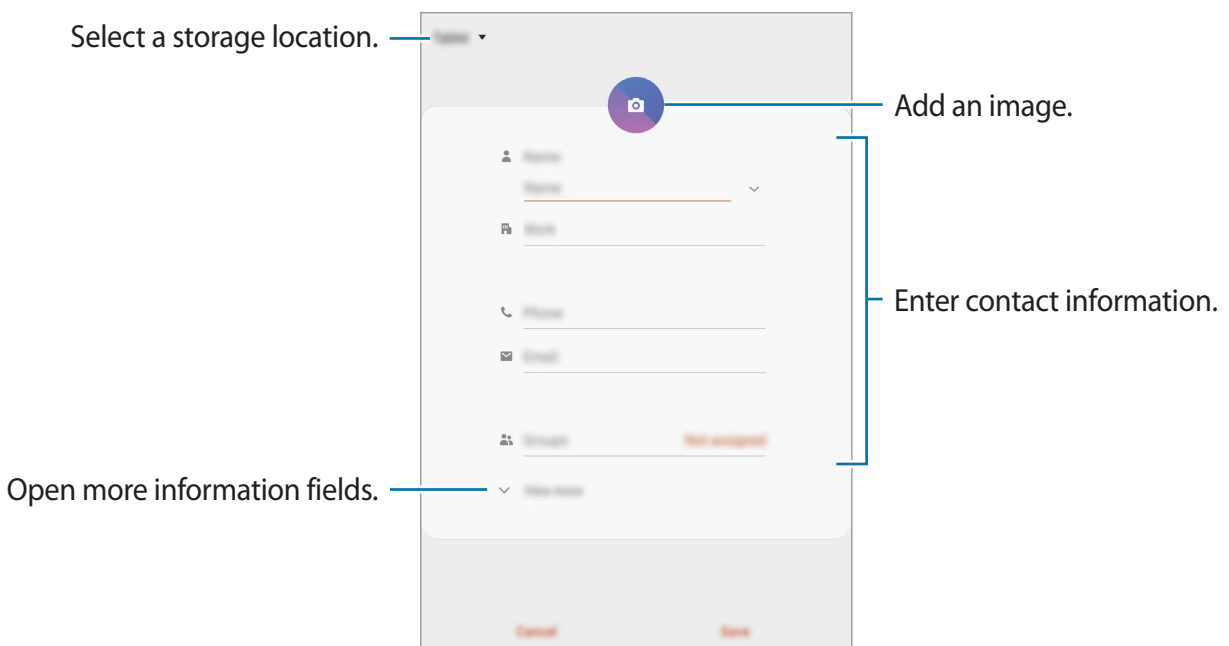 Select a storage location.
Tablet
Add an image.
Name
Name
Work
Enter contact information.
Phone
Email
Groups Not assigned
Open more information fields.
View more
Cancel Save